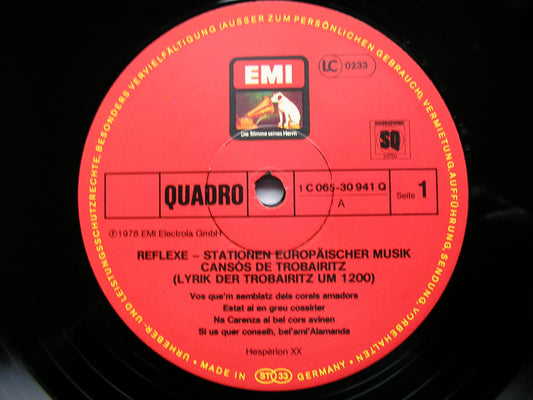 URHEBER- UND LEISTUNGSSCHUTZRECHTE, BESONDERS VERVIELFÄLTIGUNG (AUSSER ZUM PERSÖNLICHEN GEBRAUCH), VERMIETUNG, AUFFÜHRUNG, SENDUNG, VORBEHALTEN
EMI
Die Stimme seines Herrn
LC 0233
SQ
QUADRO
1 C 065-30 941 Q
A
Seite 1
℗1978 EMI Electrola GmbH
REFLEXE – STATIONEN EUROPÄISCHER MUSIK
CANSÓS DE TROBAIRITZ
(LYRIK DER TROBAIRITZ UM 1200)
Vos que'm semblatz dels corals amadors
Estat ai en greu cossirier
Na Carenza al bel cors avinen
Si us quer conselh, bel'ami'Alamanda
Hespèrion XX
MADE IN GERMANY
STO 33